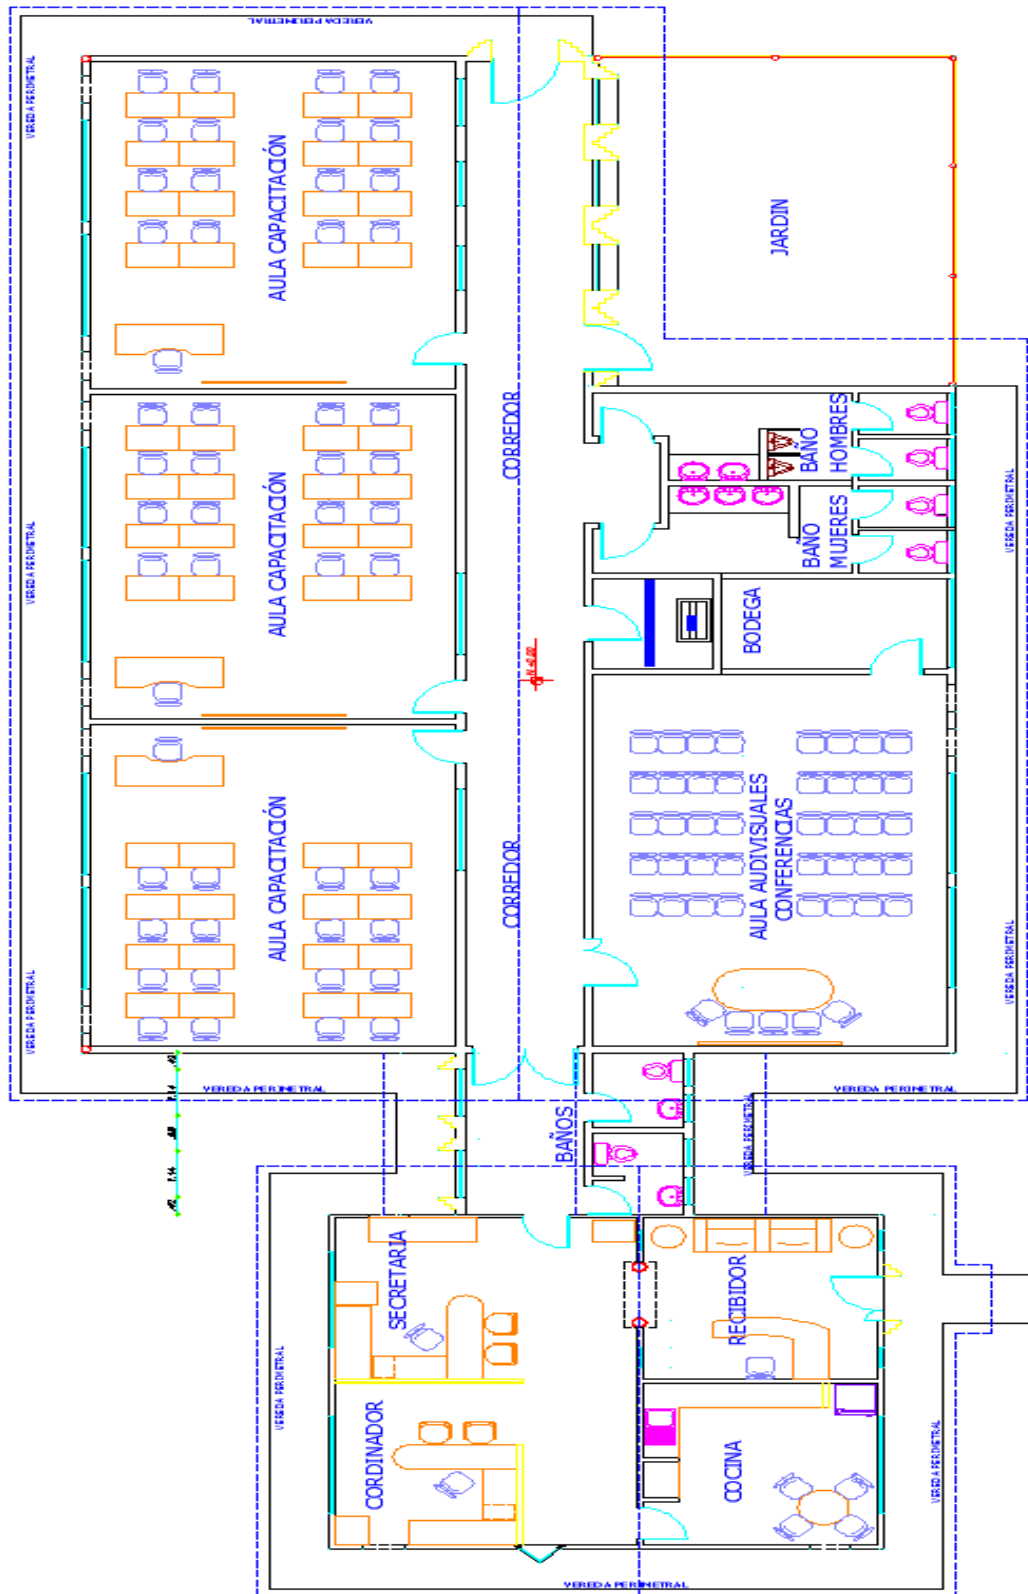 VEREDA PERIMETRAL
VEREDA PERIMETRAL
AULA CAPACITACIÓN
JARDIN
CORREDOR
BAÑO
HOMBRES
BAÑO
MUJERES
VEREDA PERIMETRAL
VEREDA PERIMETRAL
AULA CAPACITACIÓN
BODEGA
AULA CAPACITACIÓN
CORREDOR
AULA AUDIVISUALES
CONFERENCIAS
VEREDA PERIMETRAL
VEREDA PERIMETRAL
VEREDA PERIMETRAL
VEREDA PERIMETRAL
BAÑOS
VEREDA PERIMETRAL
SECRETARIA
RECIBIDOR
VEREDA PERIMETRAL
CORDINADOR
COCINA
VEREDA PERIMETRAL
VEREDA PERIMETRAL